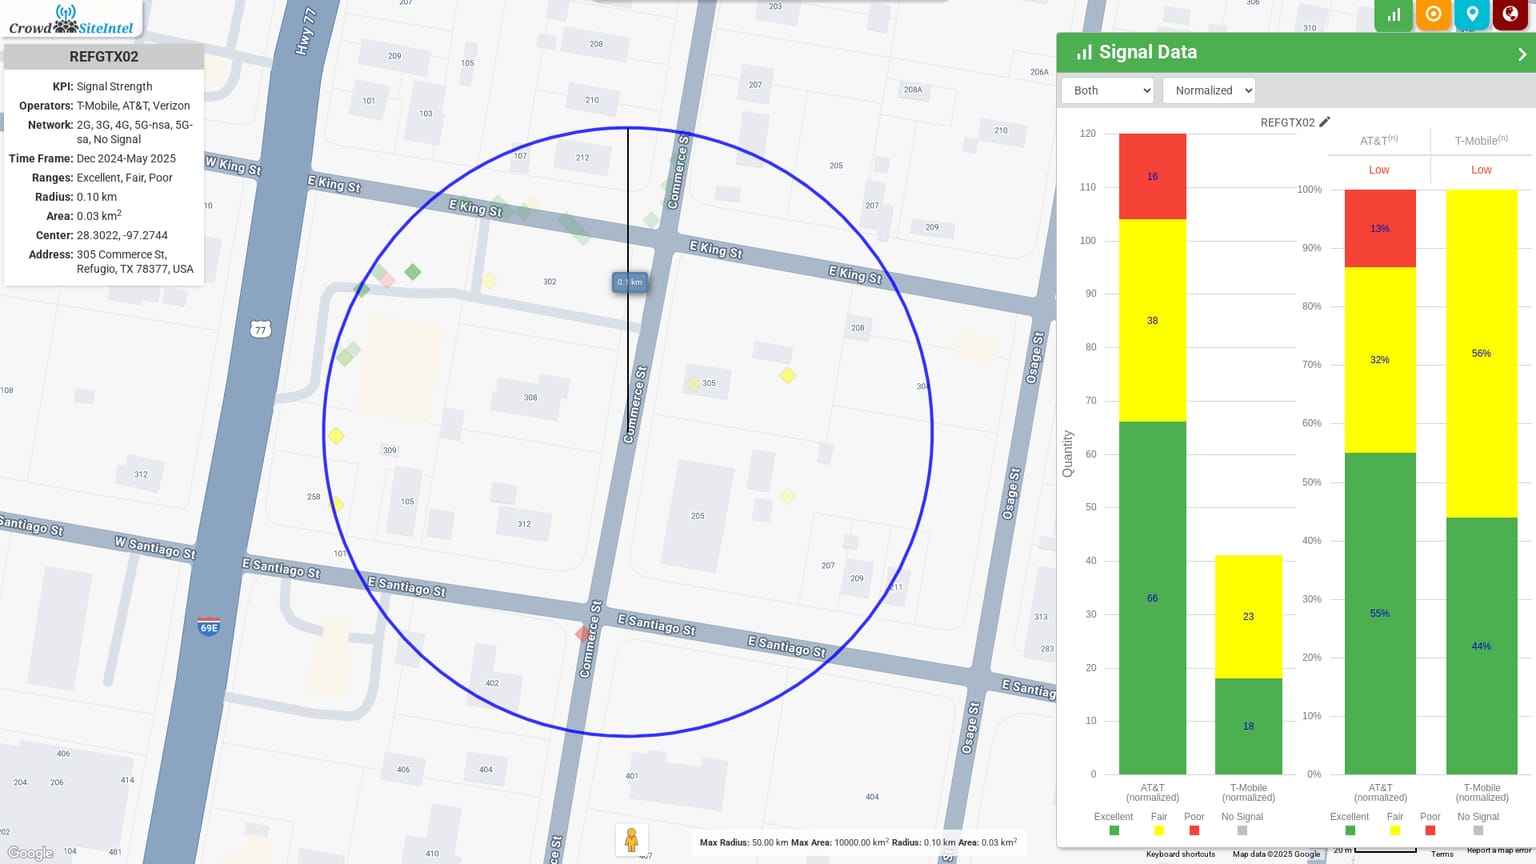 Crowd SiteIntel
REFGTX02
KPI: Signal Strength
Operators: T-Mobile, AT&T, Verizon
Network: 2G, 3G, 4G, 5G-nsa, 5G-
sa, No Signal
Time Frame: Dec 2024-May 2025
Ranges: Excellent, Fair, Poor
Radius: 0.10 km
Area: 0.03 km²
Center: 28.3022, -97.2744
Address: 305 Commerce St,
Refugio, TX 78377, USA
Hwy 77
207
203
306
310
208
209
105
207
206A
208A
101
103
210
210
107
212
205
Commerce St
W King St
E King St
E King St
E King St
E King St
10
207
209
0.1 km
302
77
208
Osage St
108
308
305
304
Commerce St
309
312
258
105
312
205
Osage St
Santiago St
W Santiago St
101
E Santiago St
E Santiago St
207
209
211
69E
Commerce St
E Santiago St
E Santiago St
313
283
402
E Santiag
Osage St
406
204
206
414
406
404
401
404
202
104
481
410
407
ce St
St
Google
Max Radius: 50.00 km Max Area: 10000.00 km² Radius: 0.10 km Area: 0.03 km²
Signal Data
Both
Normalized
REFGTX02
Quantity
120
110
100
90
80
70
60
50
40
30
20
10
0
16
38
66
23
18
AT&T
(normalized)
T-Mobile
(normalized)
Excellent
Fair
Poor
No Signal
AT&T(n)
T-Mobile(n)
Low
Low
100%
90%
80%
70%
60%
50%
40%
30%
20%
10%
0%
13%
32%
55%
56%
44%
AT&T
(normalized)
T-Mobile
(normalized)
Excellent
Fair
Poor
No Signal
Keyboard shortcuts
Map data ©2025 Google
20 m
Terms
Report a map error